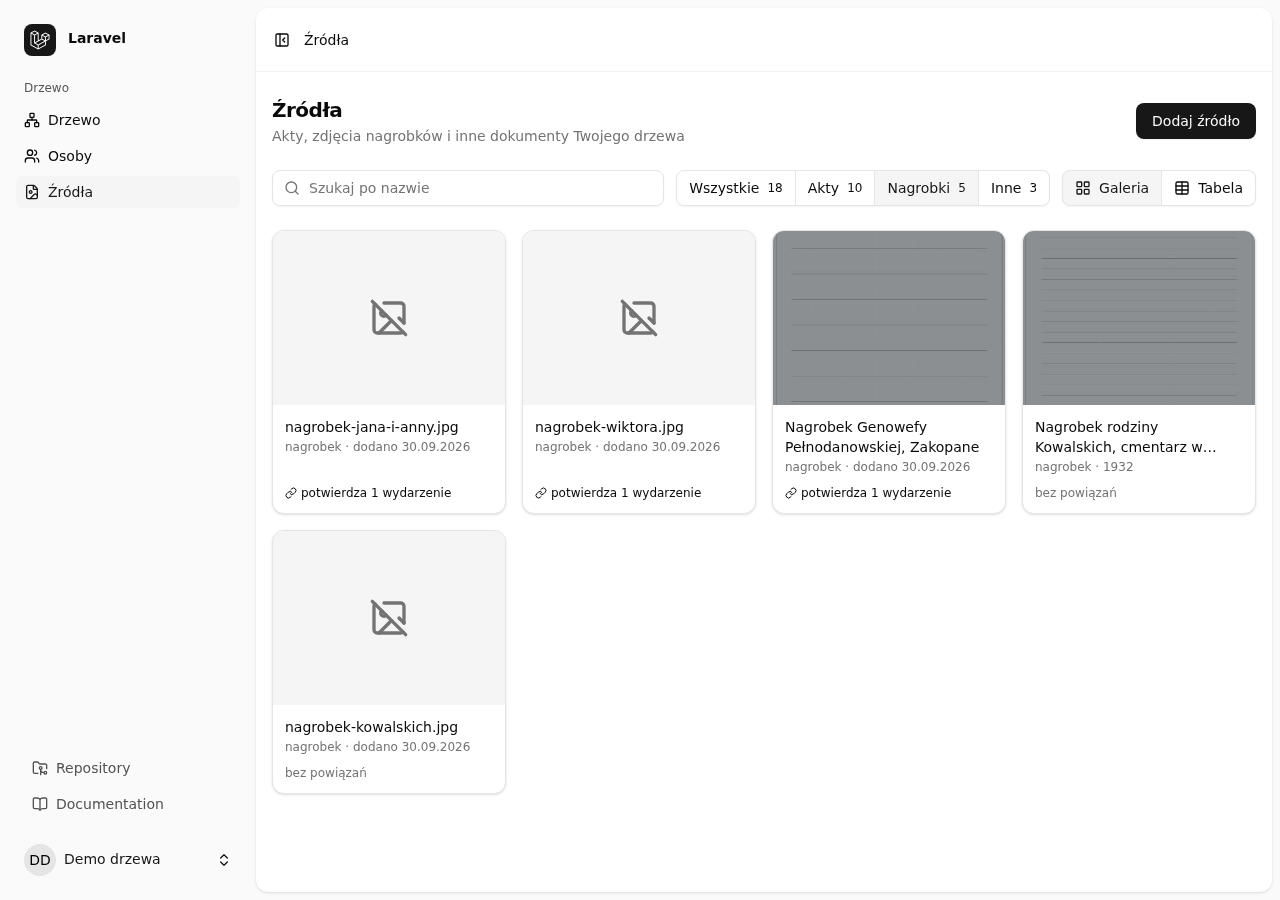 Laravel
Drzewo
Drzewo
Osoby
Źródła
Repository
Documentation
DD Demo drzewa
Źródła
Źródła
Akty, zdjęcia nagrobków i inne dokumenty Twojego drzewa
Dodaj źródło
Szukaj po nazwie
Wszystkie 18 Akty 10 Nagrobki 5 Inne 3
Galeria Tabela
nagrobek-jana-i-anny.jpg
nagrobek · dodano 30.09.2026
potwierdza 1 wydarzenie
nagrobek-wiktora.jpg
nagrobek · dodano 30.09.2026
potwierdza 1 wydarzenie
Nagrobek Genowefy
Pełnodanowskiej, Zakopane
nagrobek · dodano 30.09.2026
potwierdza 1 wydarzenie
Nagrobek rodziny
Kowalskich, cmentarz w…
nagrobek · 1932
bez powiązań
nagrobek-kowalskich.jpg
nagrobek · dodano 30.09.2026
bez powiązań